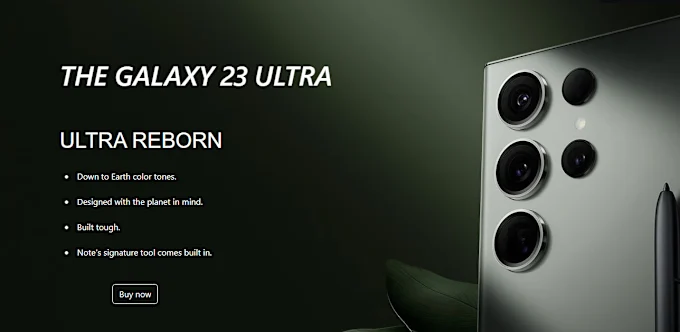 THE GALAXY 23 ULTRA
ULTRA REBORN
Down to Earth color tones.
Designed with the planet in mind.
Built tough.
Note's signature tool comes built in.
Buy now